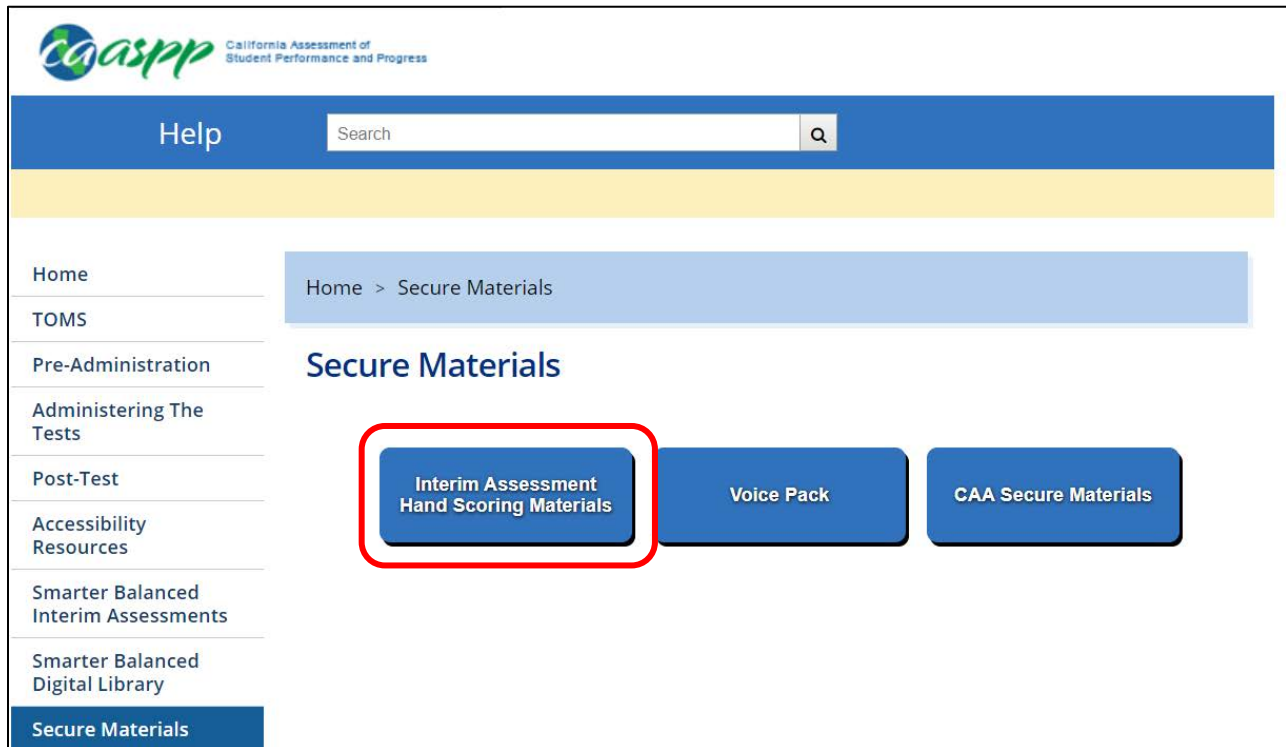 caaspp California Assessment of
Student Performance and Progress
Help
Search
Home
TOMS
Pre-Administration
Administering The
Tests
Post-Test
Accessibility
Resources
Smarter Balanced
Interim Assessments
Smarter Balanced
Digital Library
Secure Materials
Home > Secure Materials
Secure Materials
Interim Assessment
Hand Scoring Materials
Voice Pack
CAA Secure Materials